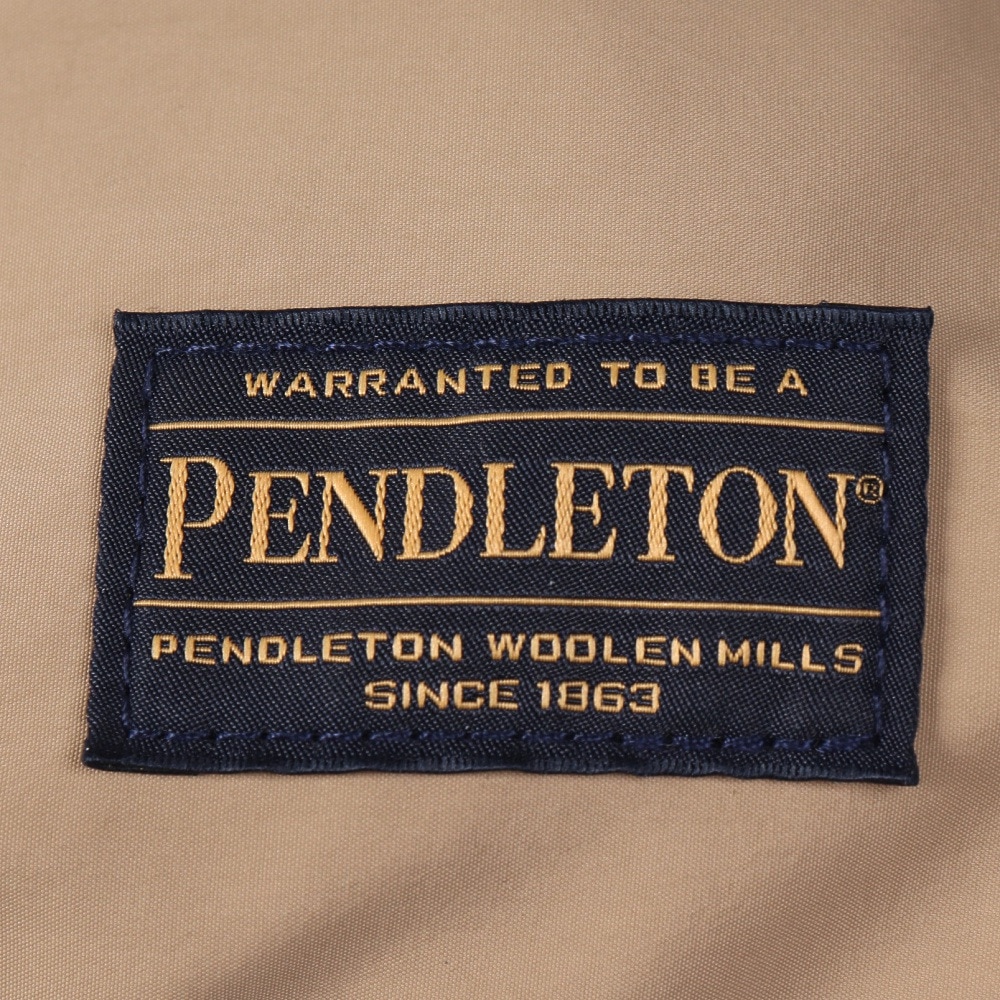 WARRANTED TO BE A
PENDLETON®
PENDLETON WOOLEN MILLS
SINCE 1863